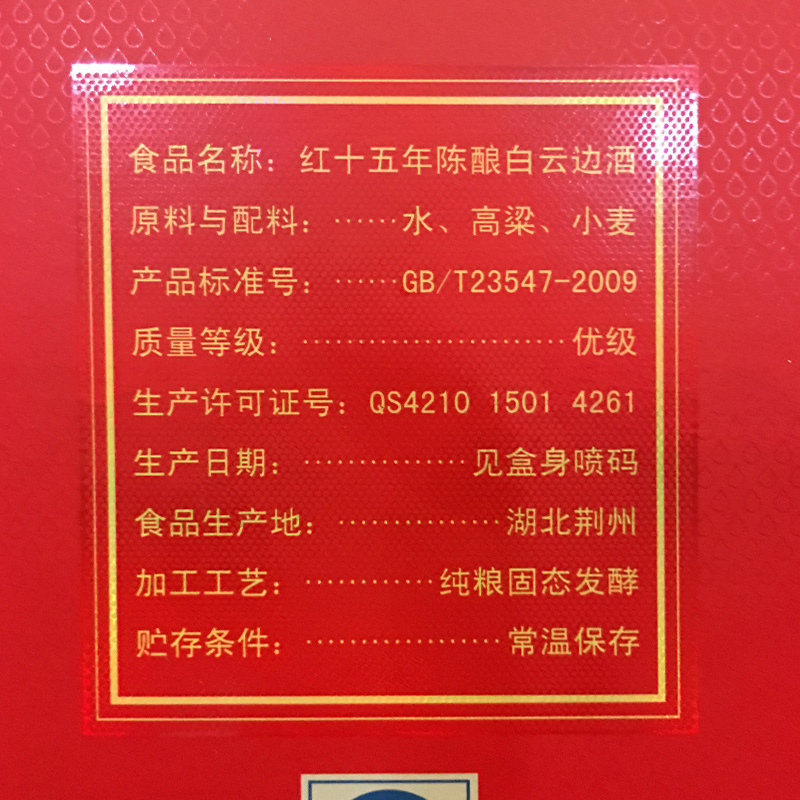 食品名称：红十五年陈酿白云边酒
原料与配料：······水、高粱、小麦
产品标准号：······GB/T23547-2009
质量等级：························优级
生产许可证号：QS4210 1501 4261
生产日期：···············见盒身喷码
食品生产地：···············湖北荆州
加工工艺：············纯粮固态发酵
贮存条件：··················常温保存